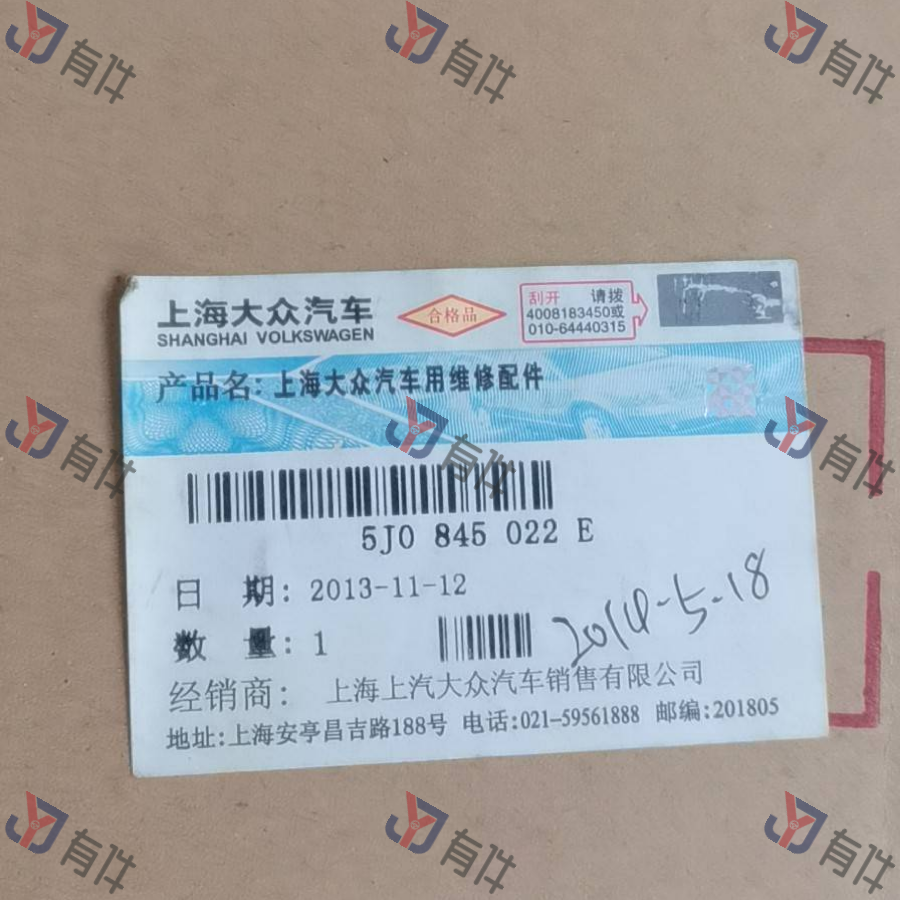 上海大众汽车
SHANGHAI VOLKSWAGEN
合格品
刮开 请拨
4008183450或
010-64440315
产品名:上海大众汽车用维修配件
5J0 845 022 E
日 期: 2013-11-12
数 量: 1
2014-5-18
经销商: 上海上汽大众汽车销售有限公司
地址:上海安亭昌吉路188号 电话:021-59561888 邮编:201805
有件
有件
有件
有件
有件
有件
有件
有件
有件